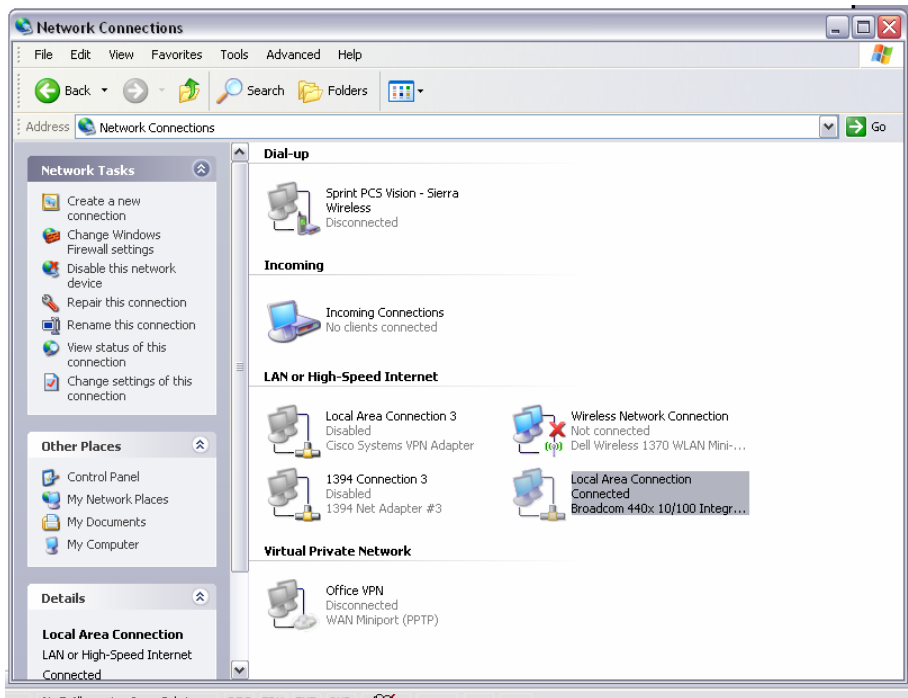 Network Connections
File Edit View Favorites Tools Advanced Help
Back Search Folders
Address Network Connections Go
Network Tasks
Create a new
connection
Change Windows
Firewall settings
Disable this network
device
Repair this connection
Rename this connection
View status of this
connection
Change settings of this
connection
Other Places
Control Panel
My Network Places
My Documents
My Computer
Details
Local Area Connection
LAN or High-Speed Internet
Connected
Dial-up
Sprint PCS Vision - Sierra
Wireless
Disconnected
Incoming
Incoming Connections
No clients connected
LAN or High-Speed Internet
Local Area Connection 3
Disabled
Cisco Systems VPN Adapter
Wireless Network Connection
Not connected
Dell Wireless 1370 WLAN Mini-...
1394 Connection 3
Disabled
1394 Net Adapter #3
Local Area Connection
Connected
Broadcom 440x 10/100 Integr...
Virtual Private Network
Office VPN
Disconnected
WAN Miniport (PPTP)